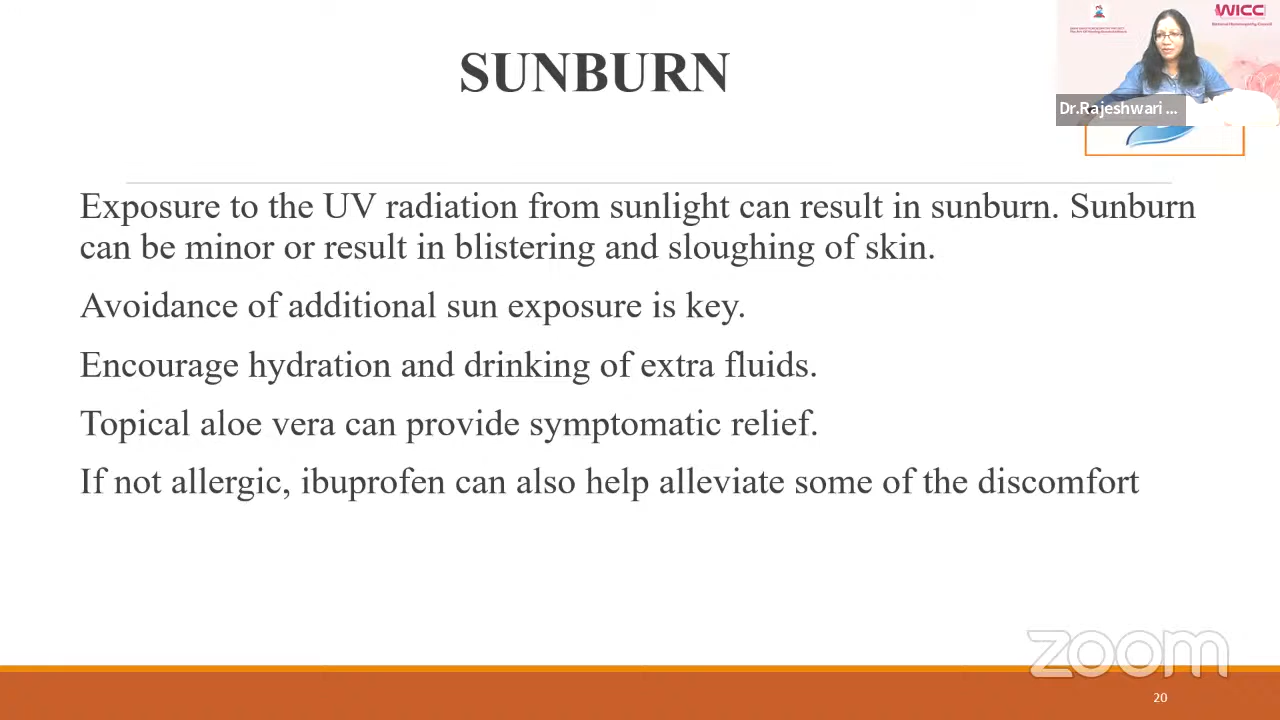 SUNBURN
WICC
Dr.Rajeshwari ...
Exposure to the UV radiation from sunlight can result in sunburn. Sunburn
can be minor or result in blistering and sloughing of skin.
Avoidance of additional sun exposure is key.
Encourage hydration and drinking of extra fluids.
Topical aloe vera can provide symptomatic relief.
If not allergic, ibuprofen can also help alleviate some of the discomfort
zoom
20